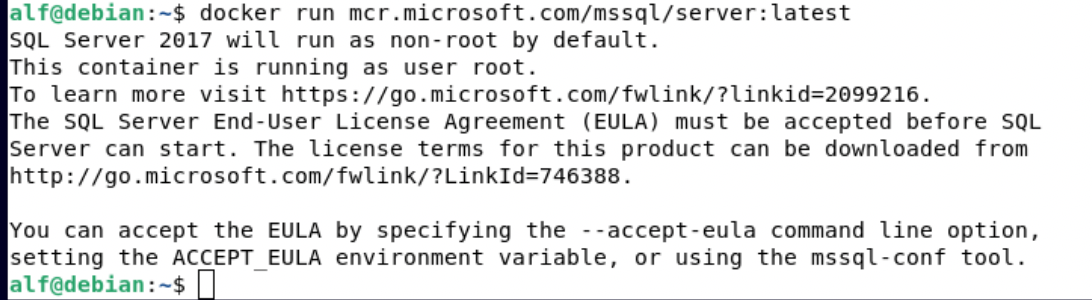 alf@debian:~$ docker run mcr.microsoft.com/mssql/server:latest
SQL Server 2017 will run as non-root by default.
This container is running as user root.
To learn more visit https://go.microsoft.com/fwlink/?linkid=2099216.
The SQL Server End-User License Agreement (EULA) must be accepted before SQL
Server can start. The license terms for this product can be downloaded from
http://go.microsoft.com/fwlink/?LinkId=746388.

You can accept the EULA by specifying the --accept-eula command line option,
setting the ACCEPT_EULA environment variable, or using the mssql-conf tool.
alf@debian:~$